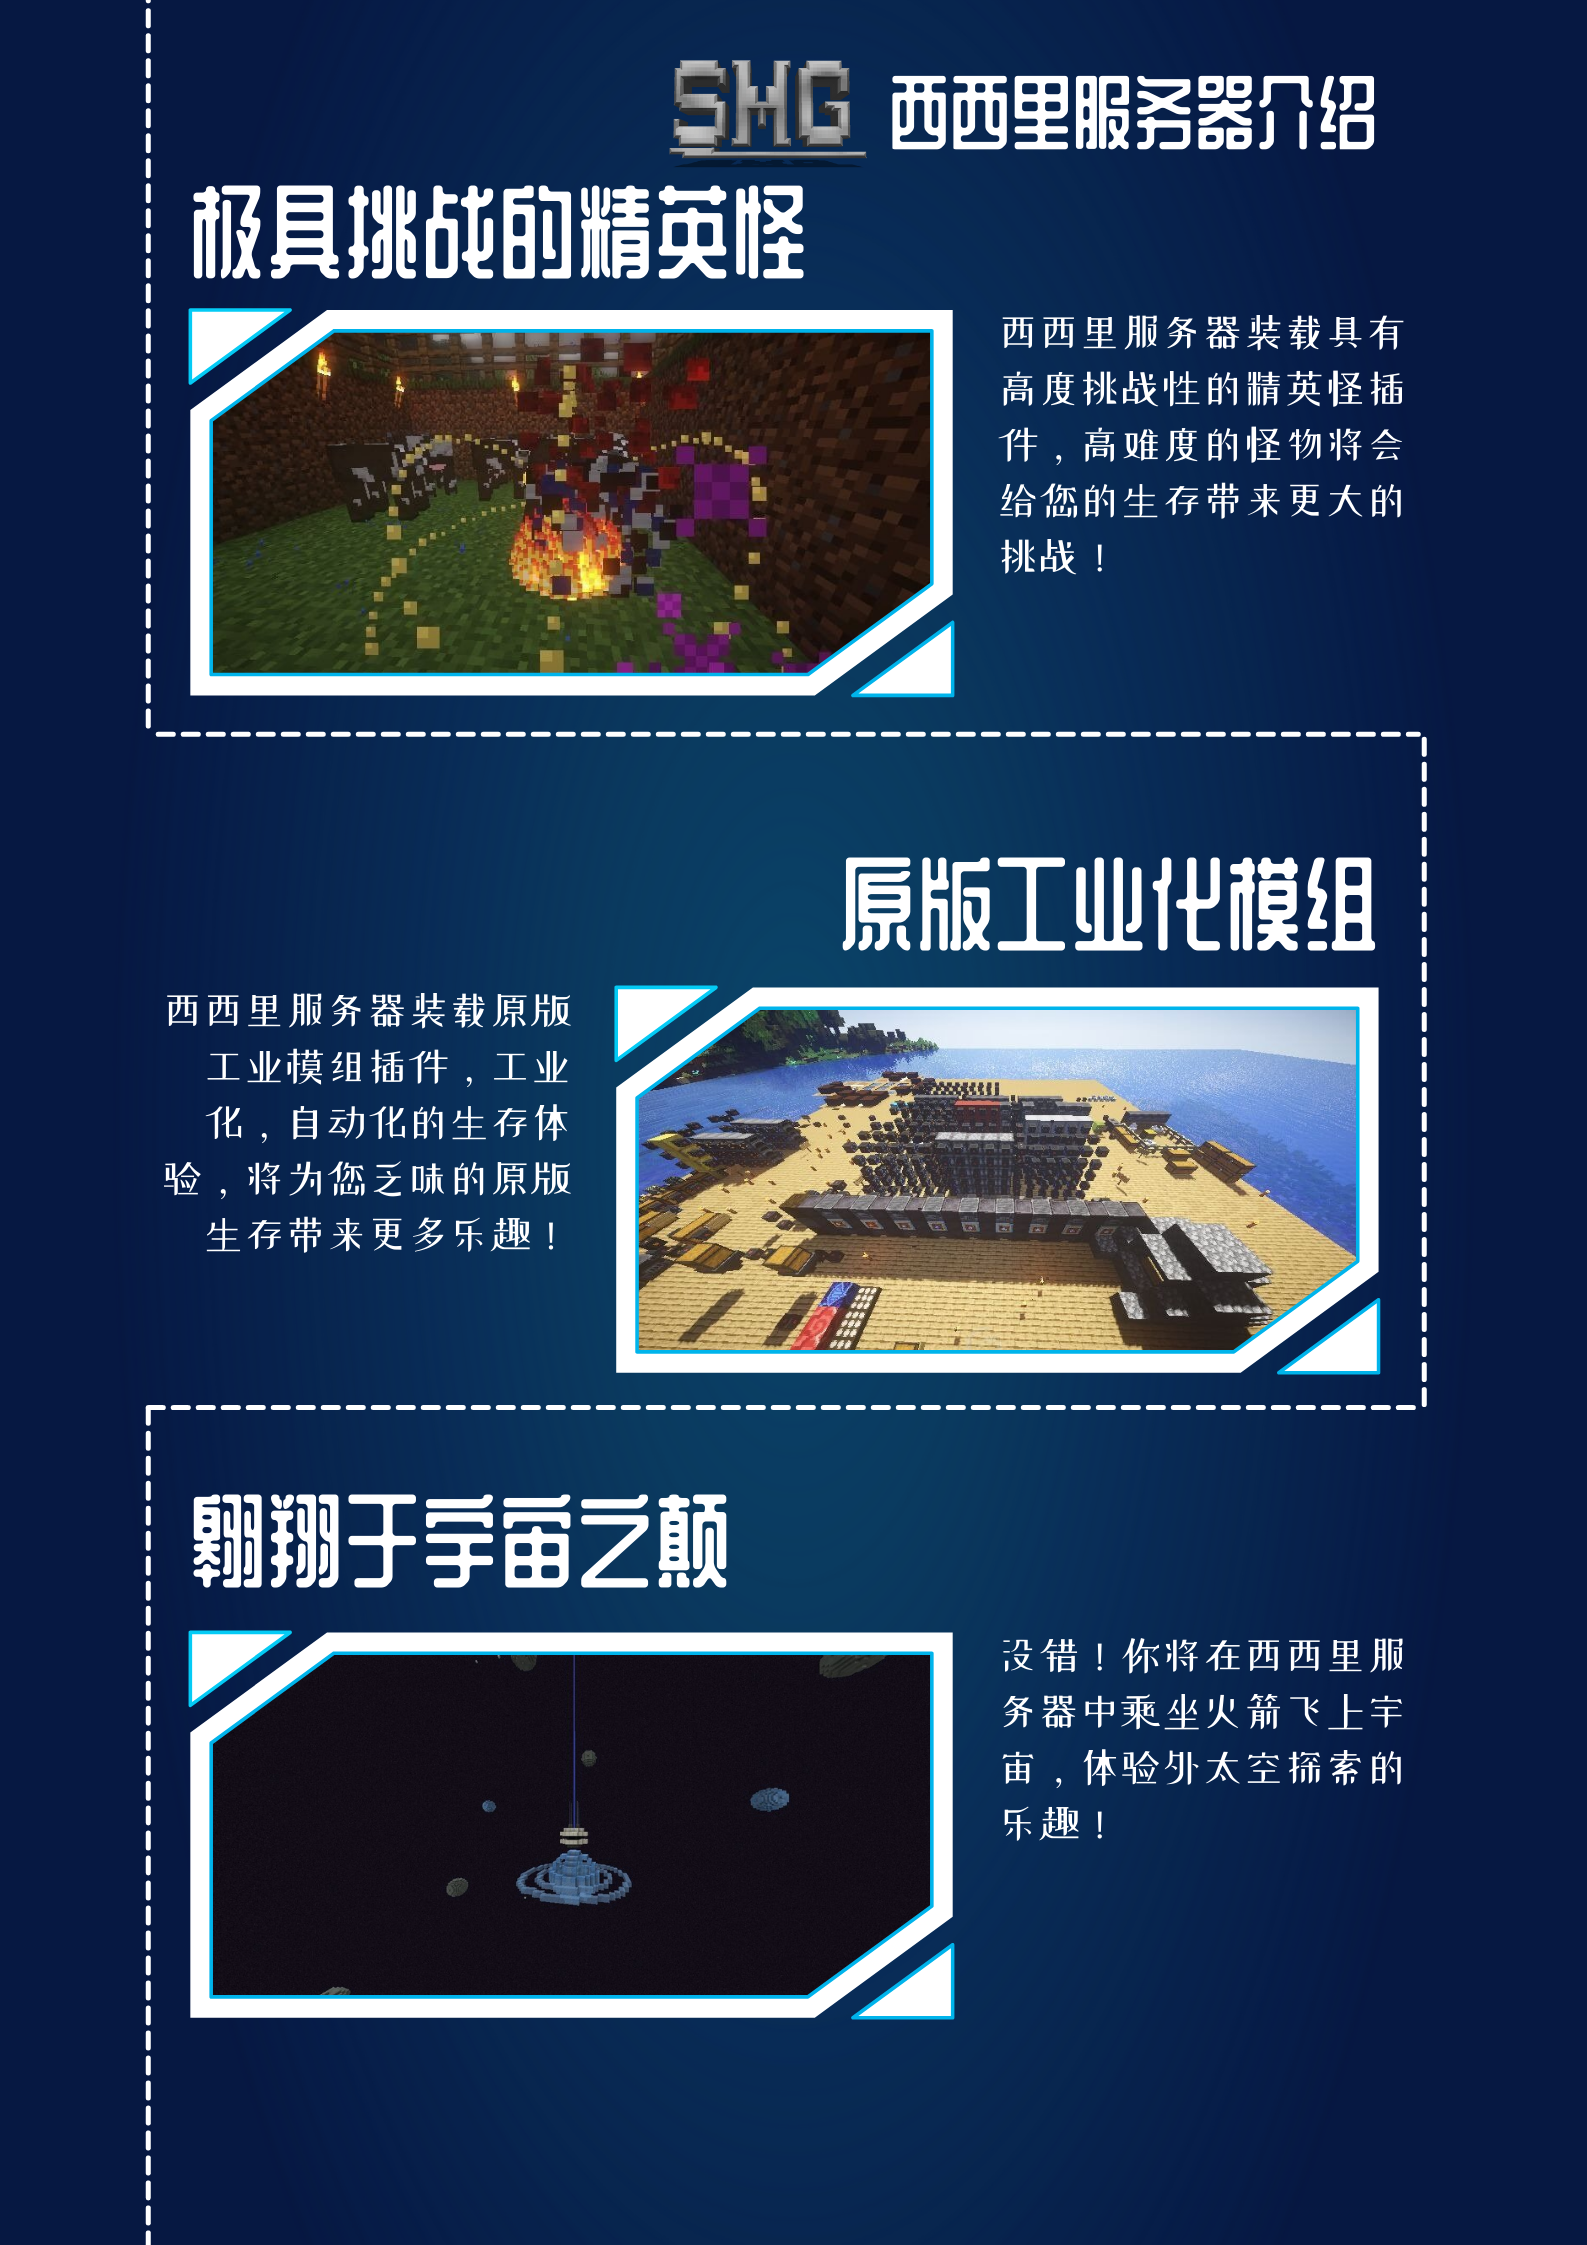 SMG 西西里服务器介绍
极具挑战的精英怪
西西里服务器装载具有
高度挑战性的精英怪插
件，高难度的怪物将会
给您的生存带来更大的
挑战！
原版工业化模组
西西里服务器装载原版
工业模组插件，工业
化，自动化的生存体
验，将为您乏味的原版
生存带来更多乐趣！
翱翔于宇宙之颠
没错！你将在西西里服
务器中乘坐火箭飞上宇
宙，体验外太空探索的
乐趣！